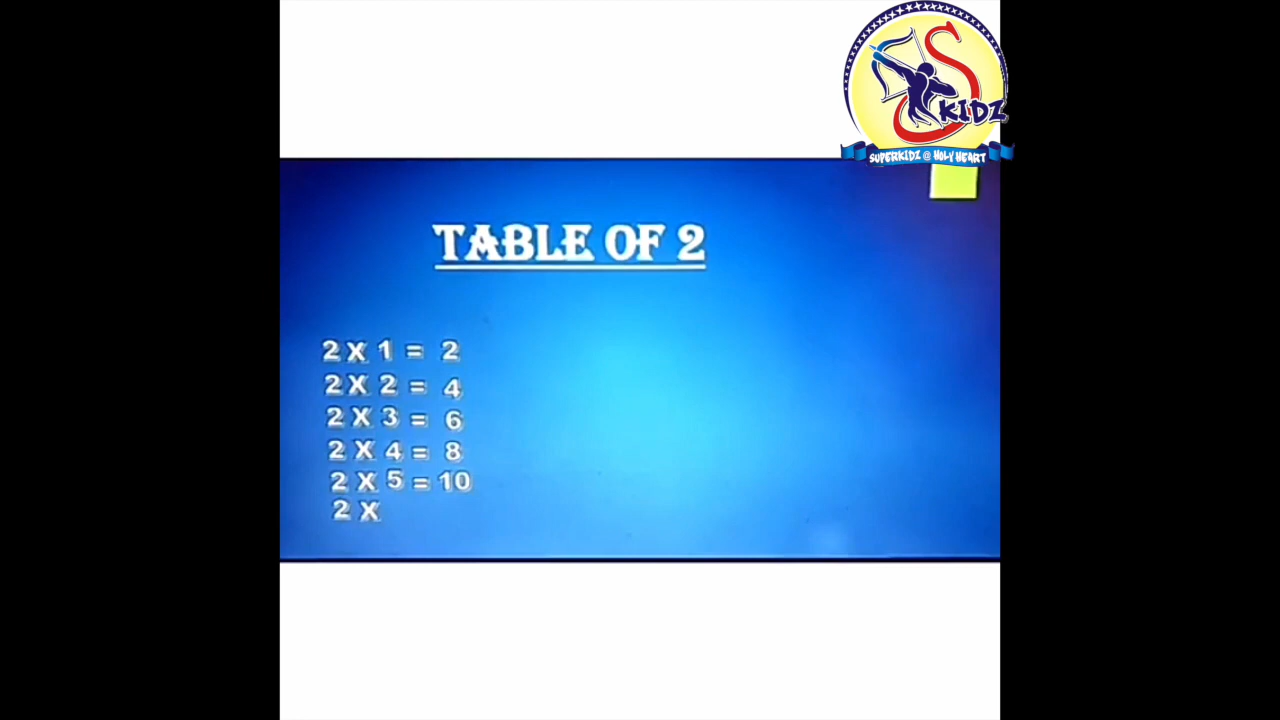 S
KIDZ
SUPERKIDZ @ HOLY HEART
TABLE OF 2
2 X 1 = 2
2 X 2 = 4
2 X 3 = 6
2 X 4 = 8
2 X 5 = 10
2 X